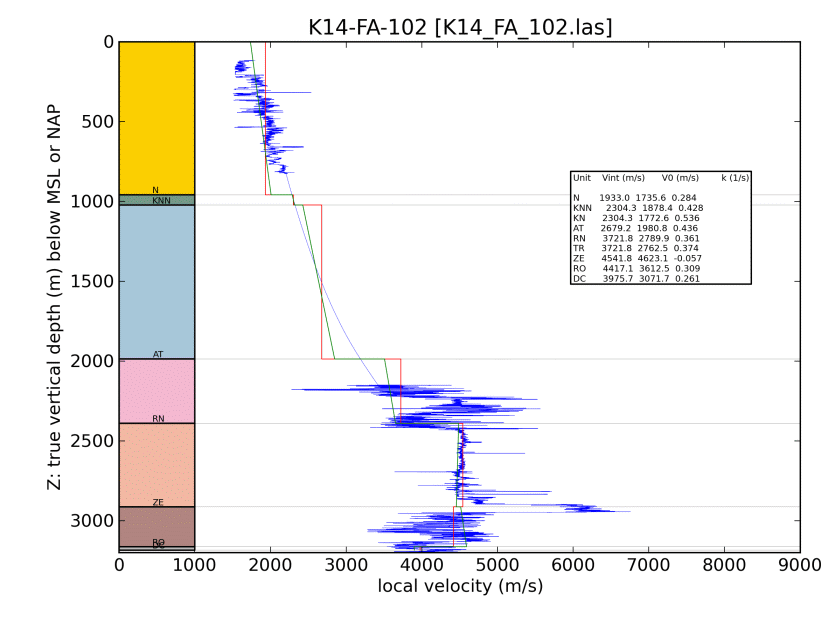 K14-FA-102 [K14_FA_102.las]
0
500
1000
1500
2000
2500
3000
Z: true vertical depth (m) below MSL or NAP
N
KNN
AT
RN
ZE
RO
Unit Vint (m/s) V0 (m/s) k (1/s)
N 1933.0 1735.6 0.284
KNN 2304.3 1878.4 0.428
KN 2304.3 1772.6 0.536
AT 2679.2 1980.8 0.436
RN 3721.8 2789.9 0.361
TR 3721.8 2762.5 0.374
ZE 4541.8 4623.1 -0.057
RO 4417.1 3612.5 0.309
DC 3975.7 3071.7 0.261
0 1000 2000 3000 4000 5000 6000 7000 8000 9000
local velocity (m/s)